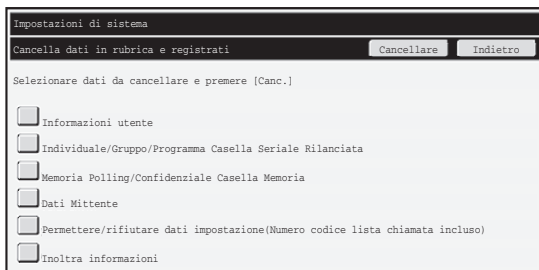 Impostazioni di sistema
Cancella dati in rubrica e registrati Cancellare Indietro
Selezionare dati da cancellare e premere [Canc.]
Informazioni utente
Individuale/Gruppo/Programma Casella Seriale Rilanciata
Memoria Polling/Confidenziale Casella Memoria
Dati Mittente
Permettere/rifiutare dati impostazione(Numero codice lista chiamata incluso)
Inoltra informazioni